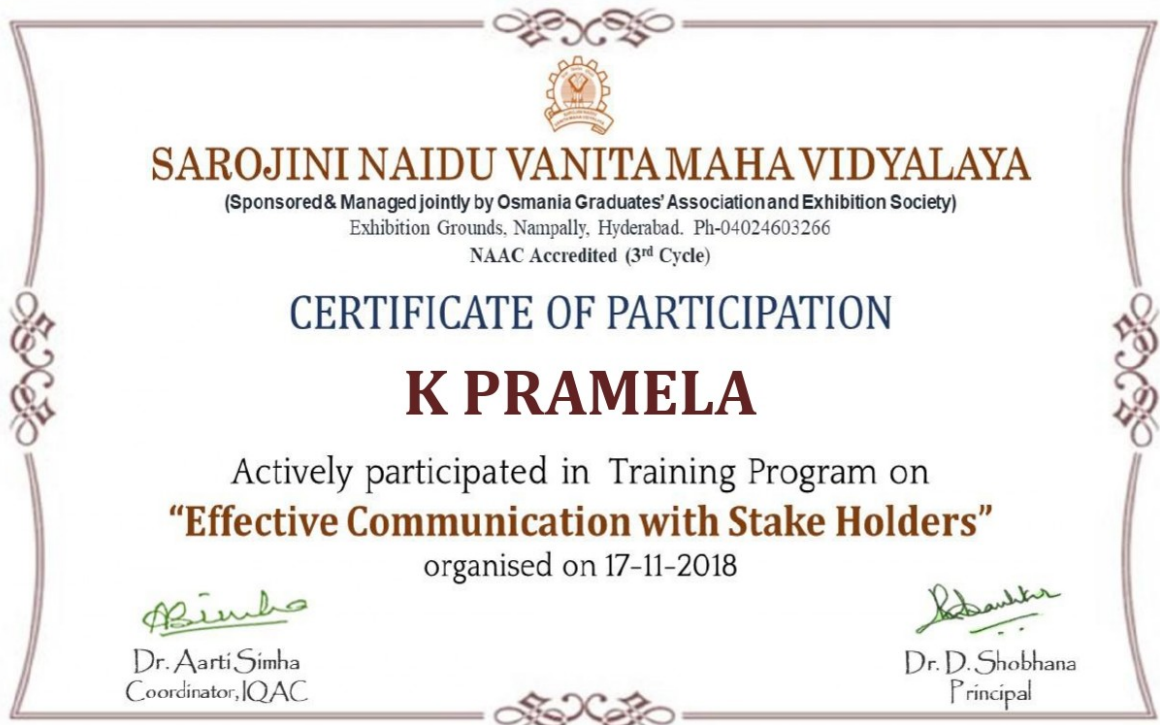 SAROJINI NAIDU VANITA MAHA VIDYALAYA
(Sponsored & Managed jointly by Osmania Graduates' Association and Exhibition Society)
Exhibition Grounds, Nampally, Hyderabad. Ph-04024603266
NAAC Accredited (3rd Cycle)
CERTIFICATE OF PARTICIPATION
K PRAMELA
Actively participated in Training Program on
“Effective Communication with Stake Holders”
organised on 17-11-2018
ASimha
Dr. Aarti Simha
Coordinator, IQAC
Dr. D. Shobhana
Principal